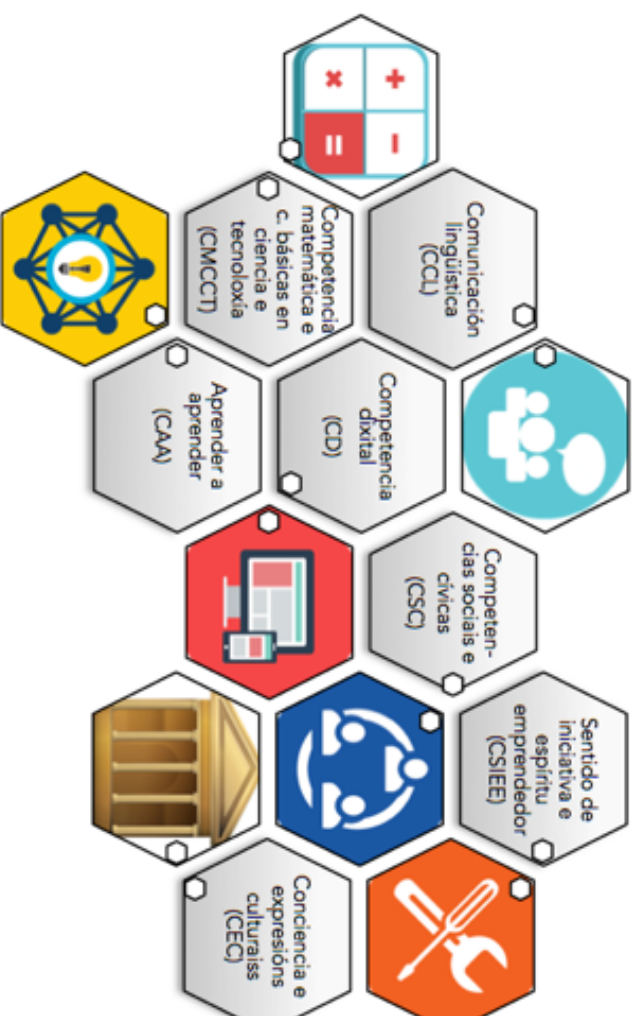 Comunicación
lingüística
(CCL)
Competencia
matemática e
c. básicas en
ciencia e
tecnoloxía
(CMCCT)
Competencia
dixital
(CD)
Aprender a
aprender
(CAA)
Competen-
cias sociais e
cívicas
(CSC)
Sentido de
iniciativa e
espíritu
emprendedor
(CSIEE)
Conciencia e
expresións
culturaiss
(CEC)